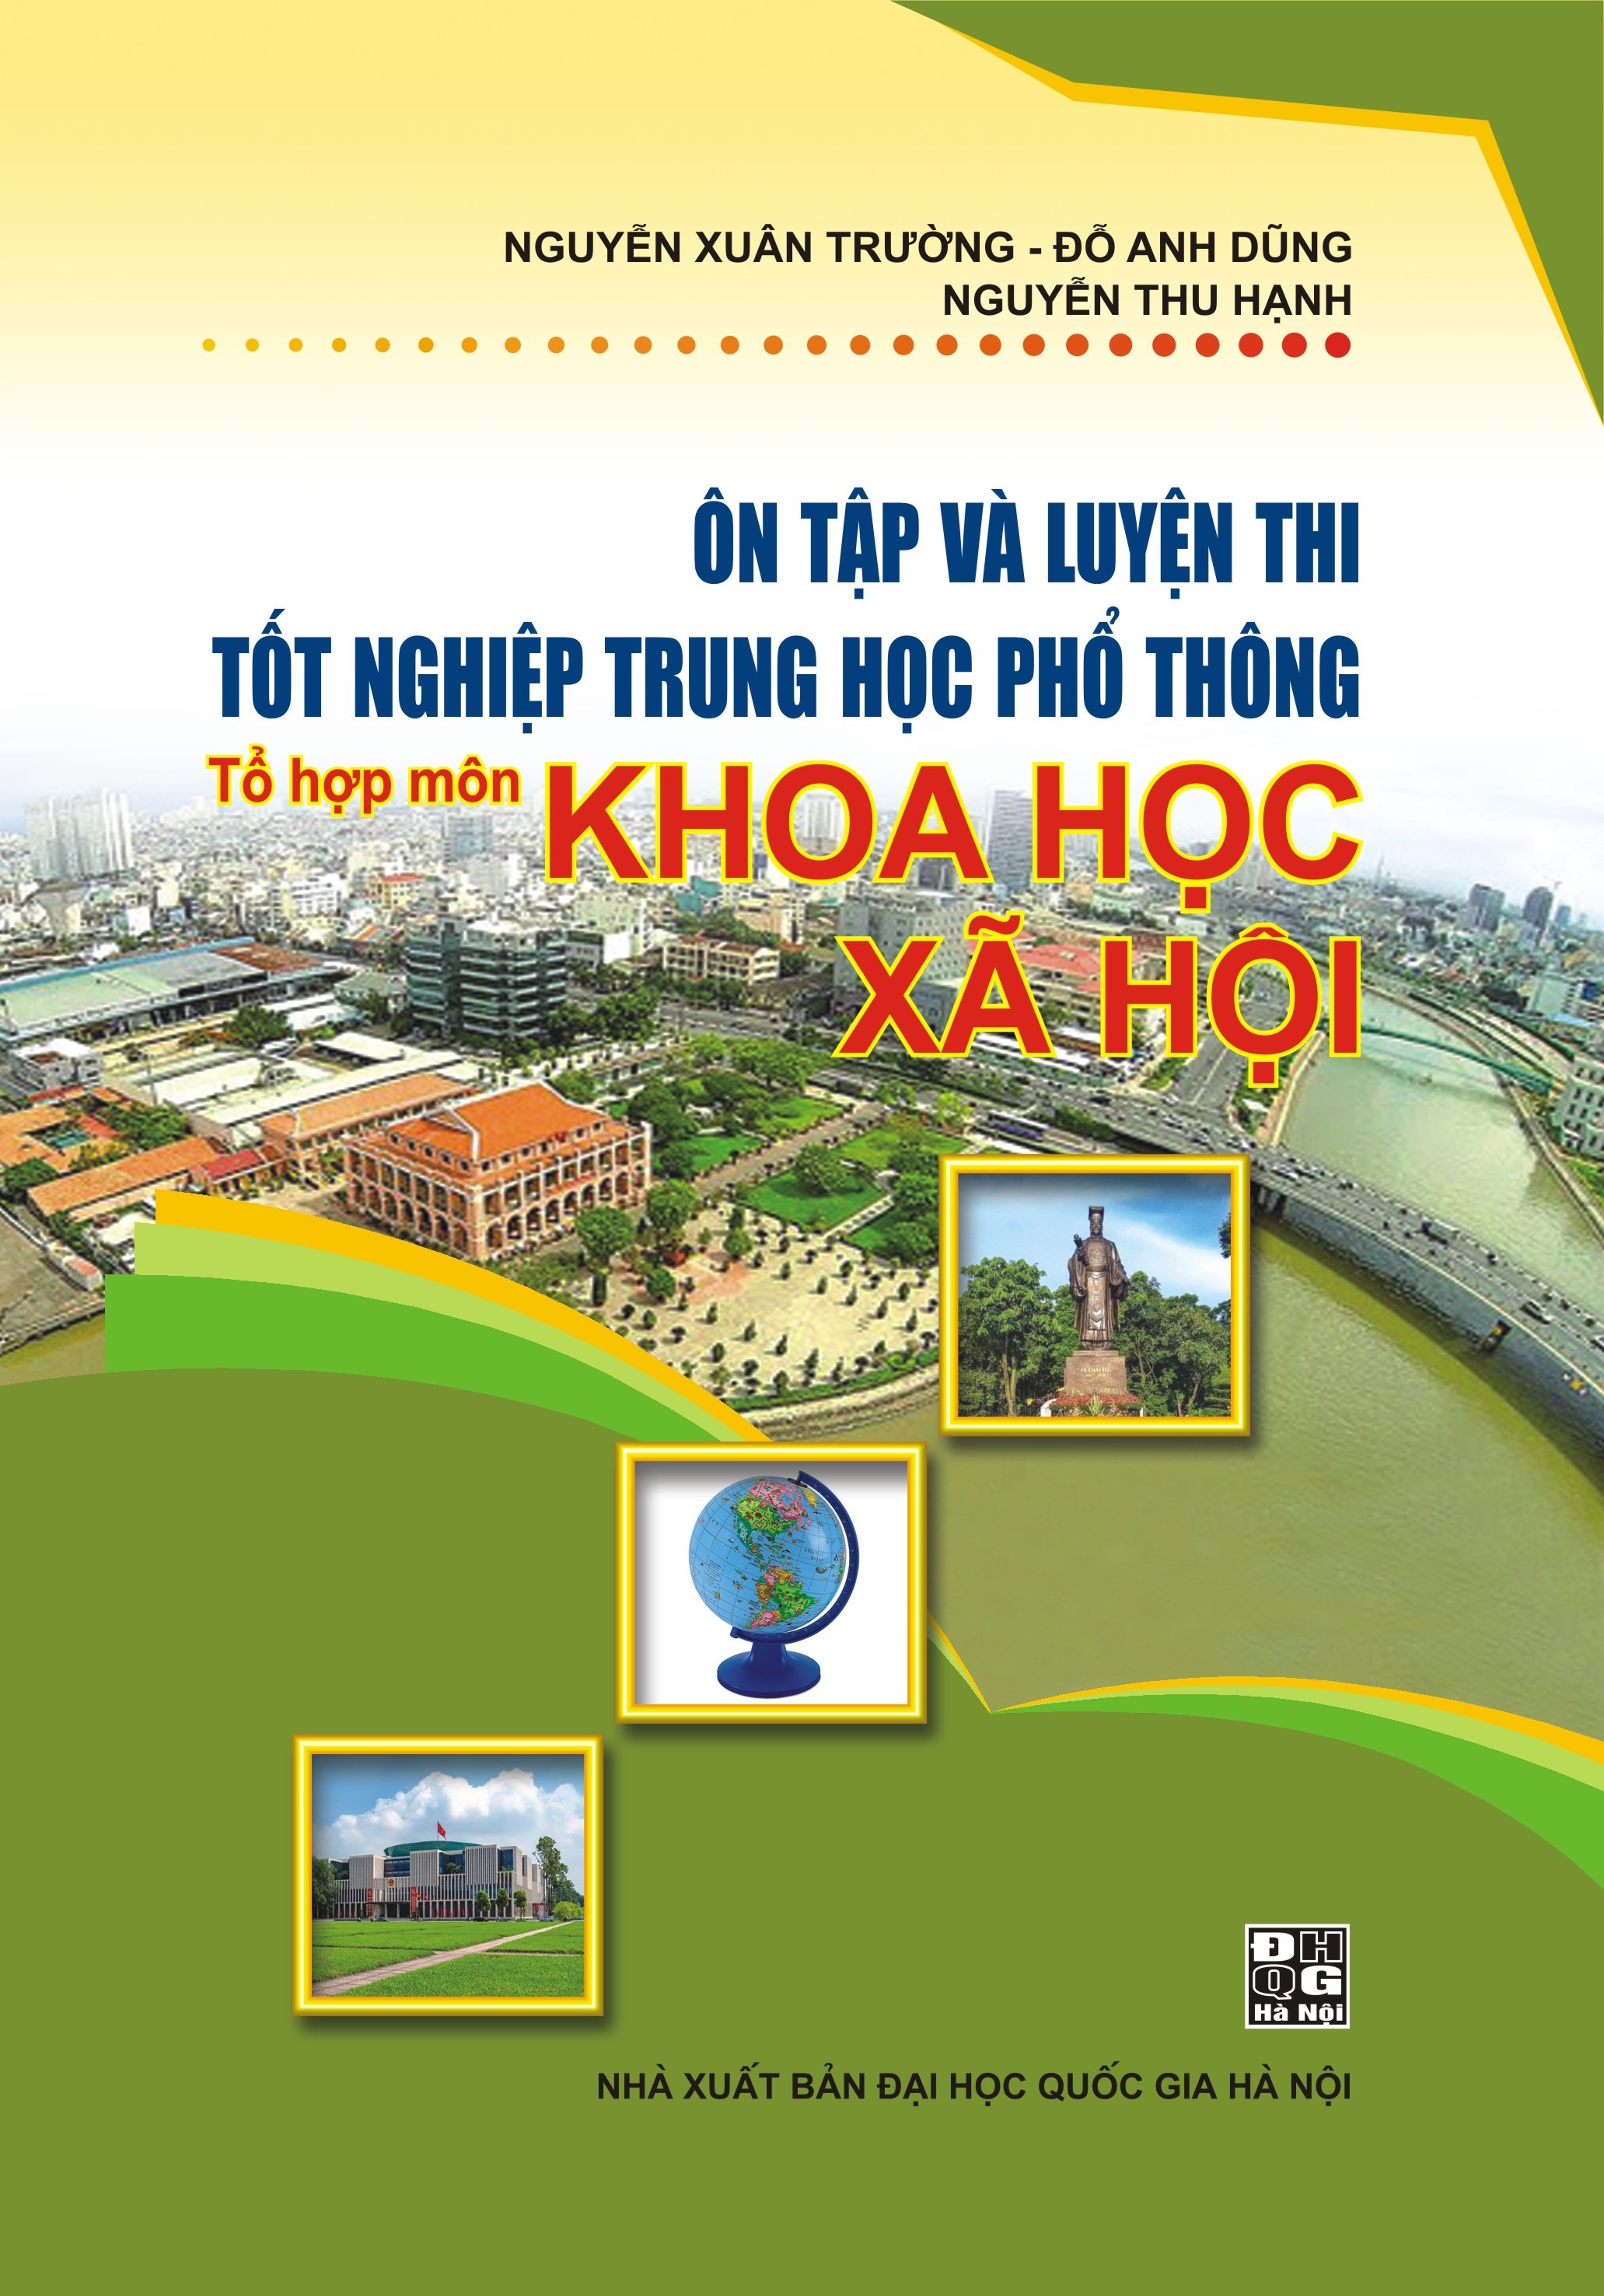 NGUYỄN XUÂN TRƯỜNG - ĐỖ ANH DŨNG
NGUYỄN THU HẠNH
ÔN TẬP VÀ LUYỆN THI
TỐT NGHIỆP TRUNG HỌC PHỔ THÔNG
Tổ hợp môn KHOA HỌC
XÃ HỘI
ĐH
QG
Hà Nội
NHÀ XUẤT BẢN ĐẠI HỌC QUỐC GIA HÀ NỘI